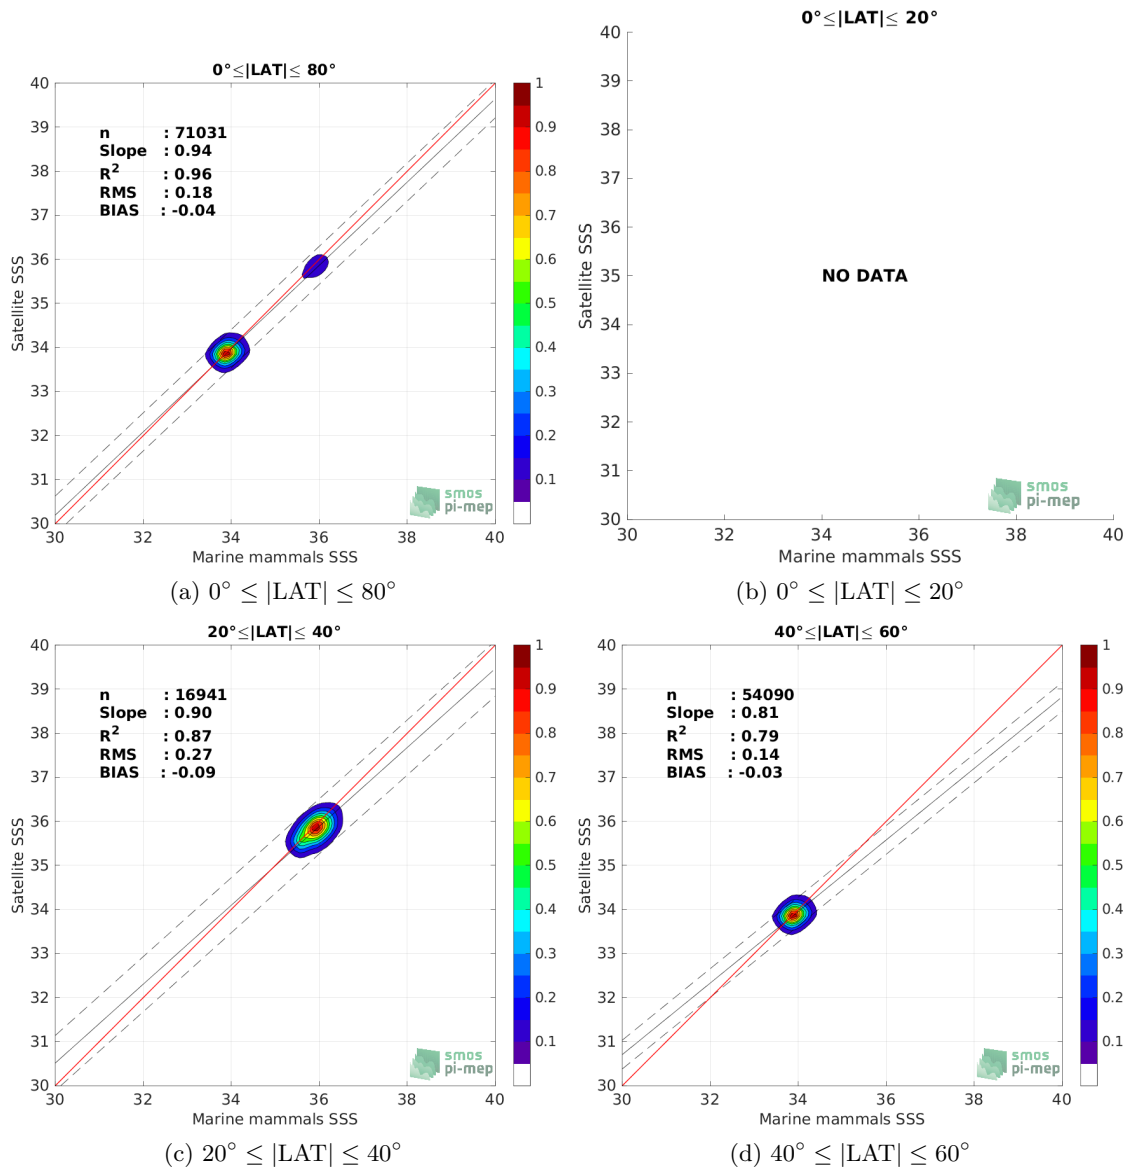 0°≤|LAT|≤ 80°
n : 71031
Slope : 0.94
R² : 0.96
RMS : 0.18
BIAS : -0.04
40
39
38
37
36
35
34
33
32
31
30
Satellite SSS
30 32 34 36 38 40
Marine mammals SSS
1
0.9
0.8
0.7
0.6
0.5
0.4
0.3
0.2
0.1
smos
pi-mep
(a) 0° ≤ |LAT| ≤ 80°
0°≤|LAT|≤ 20°
40
39
38
37
36
35
34
33
32
31
30
Satellite SSS
NO DATA
30 32 34 36 38 40
Marine mammals SSS
smos
pi-mep
(b) 0° ≤ |LAT| ≤ 20°
20°≤|LAT|≤ 40°
n : 16941
Slope : 0.90
R² : 0.87
RMS : 0.27
BIAS : -0.09
40
39
38
37
36
35
34
33
32
31
30
Satellite SSS
30 32 34 36 38 40
Marine mammals SSS
1
0.9
0.8
0.7
0.6
0.5
0.4
0.3
0.2
0.1
smos
pi-mep
(c) 20° ≤ |LAT| ≤ 40°
40°≤|LAT|≤ 60°
n : 54090
Slope : 0.81
R² : 0.79
RMS : 0.14
BIAS : -0.03
40
39
38
37
36
35
34
33
32
31
30
Satellite SSS
30 32 34 36 38 40
Marine mammals SSS
1
0.9
0.8
0.7
0.6
0.5
0.4
0.3
0.2
0.1
smos
pi-mep
(d) 40° ≤ |LAT| ≤ 60°